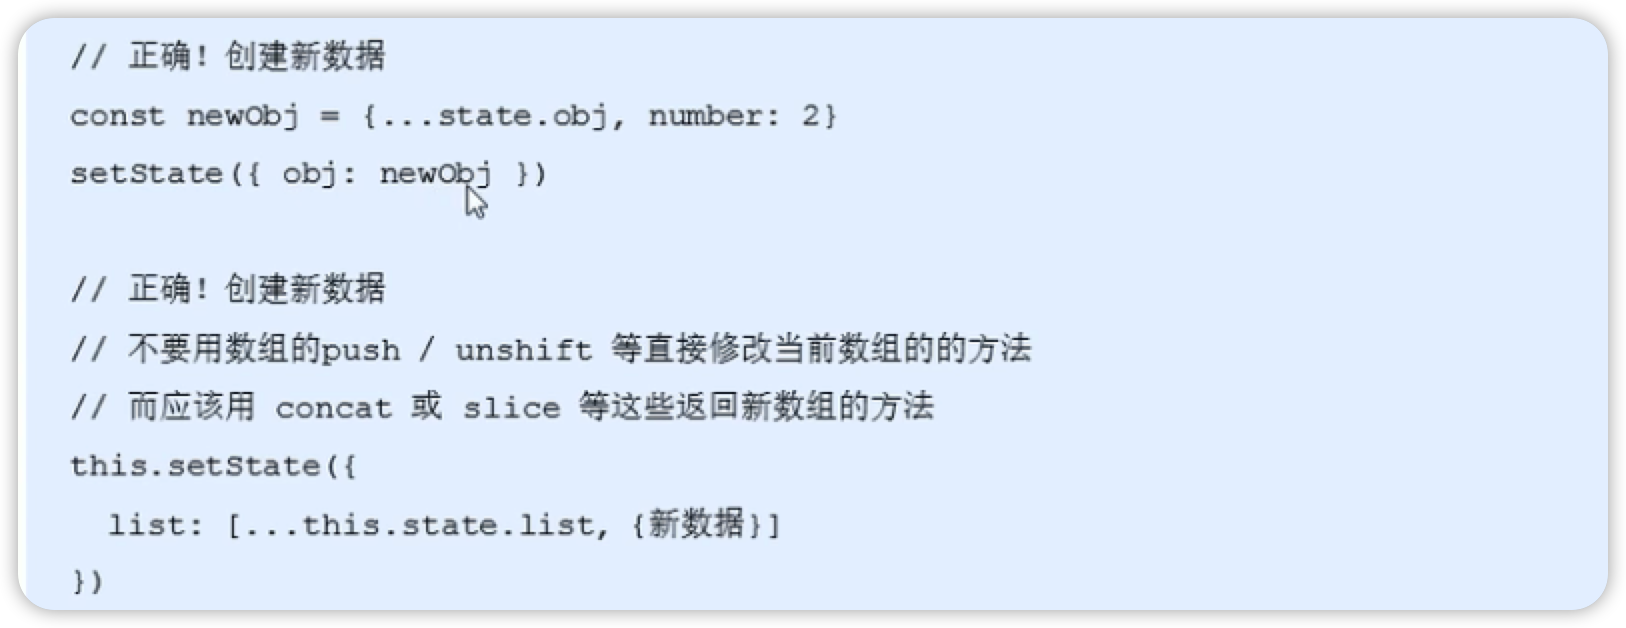 // 正确！创建新数据
const newObj = {...state.obj, number: 2}
setState({ obj: newObj })
// 正确！创建新数据
// 不要用数组的push / unshift 等直接修改当前数组的的方法
// 而应该用 concat 或 slice 等这些返回新数组的方法
this.setState({
  list: [...this.state.list, {新数据}]
})